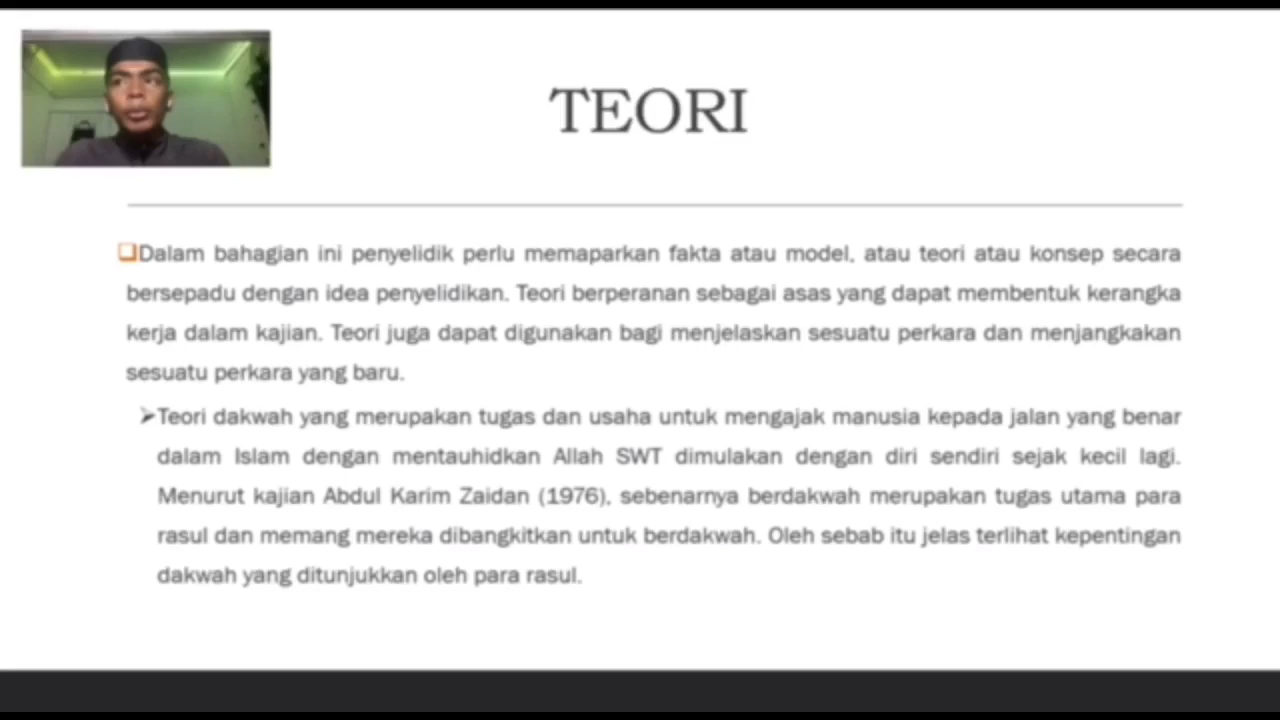 TEORI
Dalam bahagian ini penyelidik perlu memaparkan fakta atau model, atau teori atau konsep secara
bersepadu dengan idea penyelidikan. Teori berperanan sebagai asas yang dapat membentuk kerangka
kerja dalam kajian. Teori juga dapat digunakan bagi menjelaskan sesuatu perkara dan menjangkakan
sesuatu perkara yang baru.
Teori dakwah yang merupakan tugas dan usaha untuk mengajak manusia kepada jalan yang benar
dalam Islam dengan mentauhidkan Allah SWT dimulakan dengan diri sendiri sejak kecil lagi.
Menurut kajian Abdul Karim Zaidan (1976), sebenarnya berdakwah merupakan tugas utama para
rasul dan memang mereka dibangkitkan untuk berdakwah. Oleh sebab itu jelas terlihat kepentingan
dakwah yang ditunjukkan oleh para rasul.